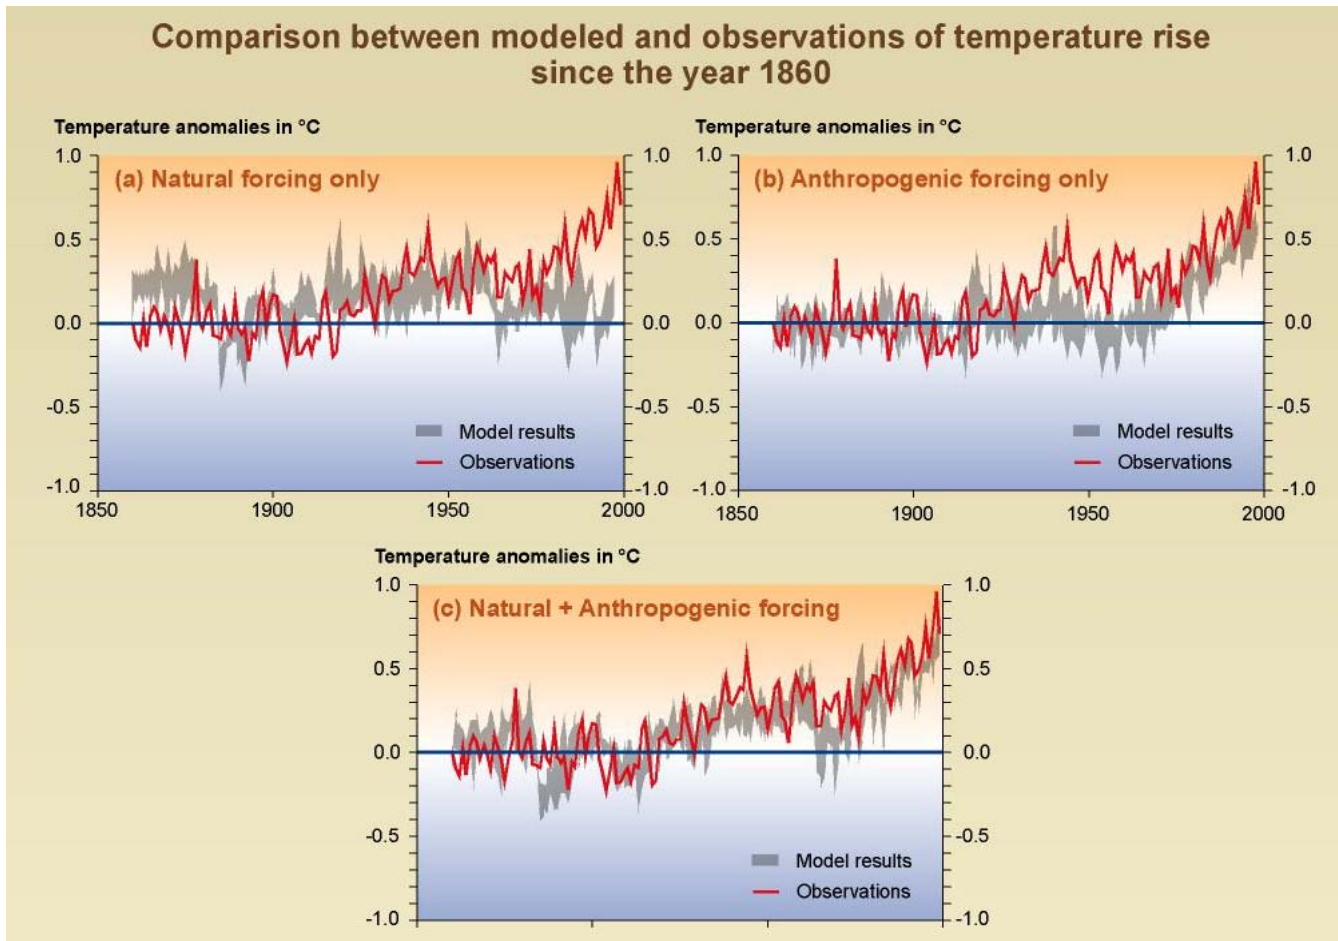 Comparison between modeled and observations of temperature rise
since the year 1860
Temperature anomalies in °C
1.0
0.5
0.0
-0.5
-1.0
(a) Natural forcing only
Model results
Observations
1.0
0.5
0.0
-0.5
-1.0
1850
1900
1950
2000
Temperature anomalies in °C
1.0
0.5
0.0
-0.5
-1.0
(b) Anthropogenic forcing only
Model results
Observations
1.0
0.5
0.0
-0.5
-1.0
1850
1900
1950
2000
Temperature anomalies in °C
1.0
0.5
0.0
-0.5
-1.0
(c) Natural + Anthropogenic forcing
Model results
Observations
1.0
0.5
0.0
-0.5
-1.0